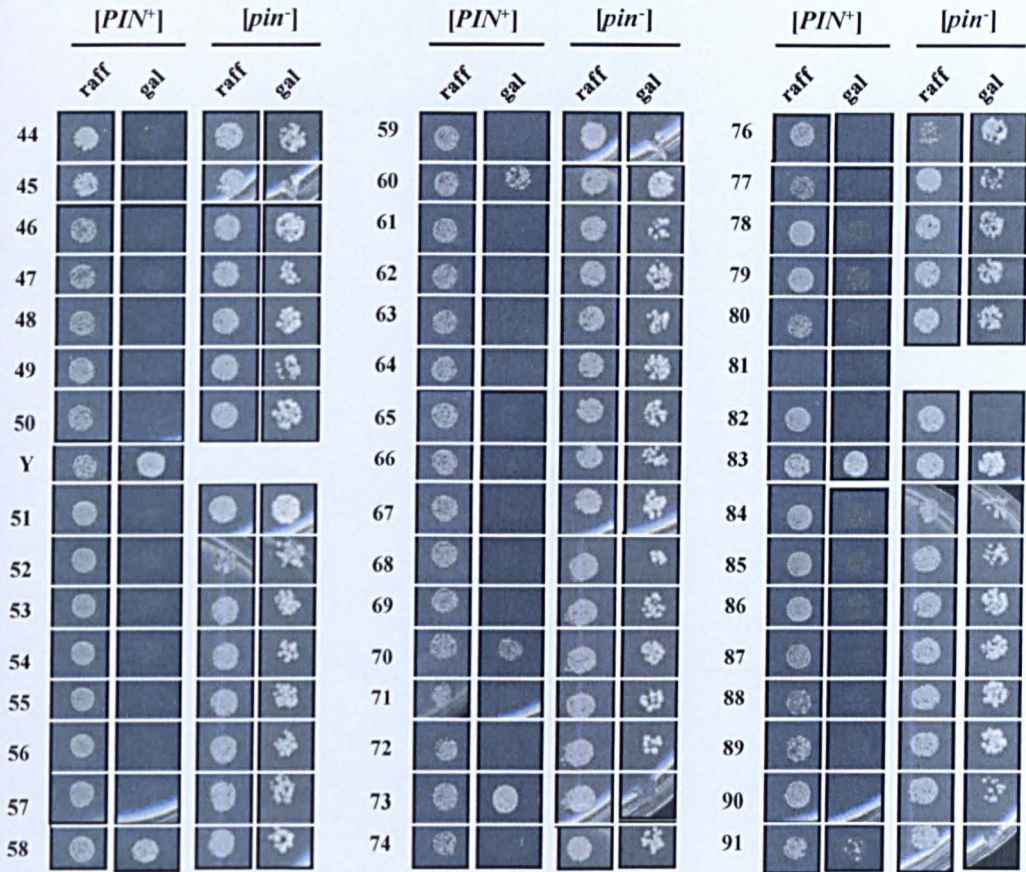 [PIN⁺] [pin⁻] [PIN⁺] [pin⁻] [PIN⁺] [pin⁻]
raff gal raff gal raff gal raff gal raff gal raff gal
44 59 76
45 60 77
46 61 78
47 62 79
48 63 80
49 64 81
50 65 82
Y 66 83
51 67 84
52 68 85
53 69 86
54 70 87
55 71 88
56 72 89
57 73 90
58 74 91